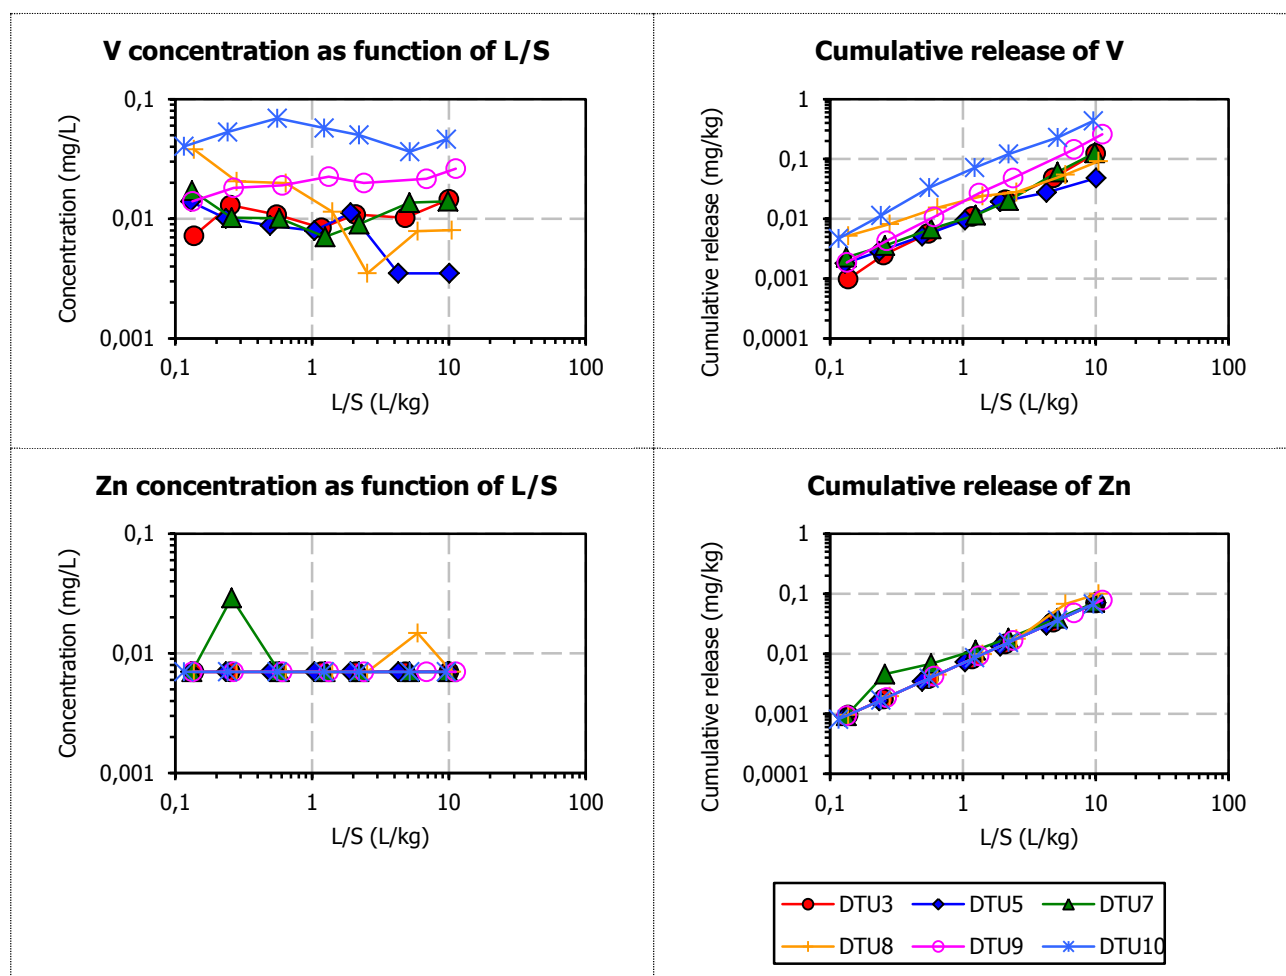 V concentration as function of L/S
Concentration (mg/L)
0,1
0,01
0,001
0,1 1 10 100
L/S (L/kg)
Cumulative release of V
Cumulative release (mg/kg)
1
0,1
0,01
0,001
0,0001
0,1 1 10 100
L/S (L/kg)
Zn concentration as function of L/S
Concentration (mg/L)
0,1
0,01
0,001
0,1 1 10 100
L/S (L/kg)
Cumulative release of Zn
Cumulative release (mg/kg)
1
0,1
0,01
0,001
0,0001
0,1 1 10 100
L/S (L/kg)
DTU3 DTU5 DTU7
DTU8 DTU9 DTU10